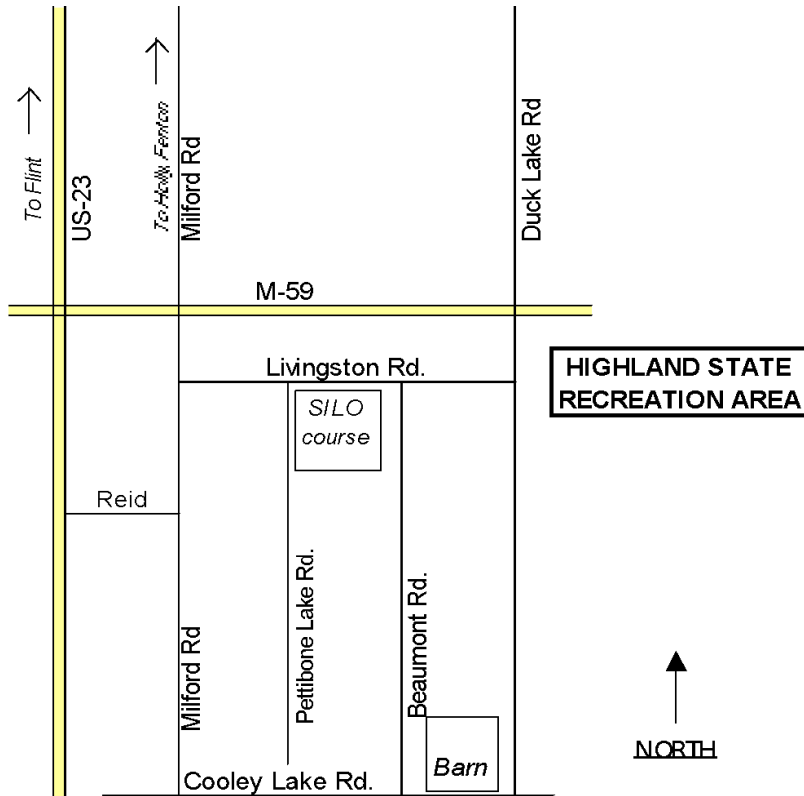 To Flint
US-23
To Holly, Fenton
Milford Rd
Duck Lake Rd
M-59
Livingston Rd.
HIGHLAND STATE
RECREATION AREA
SILO
course
Reid
Milford Rd
Pettibone Lake Rd.
Beaumont Rd.
Barn
Cooley Lake Rd.
NORTH